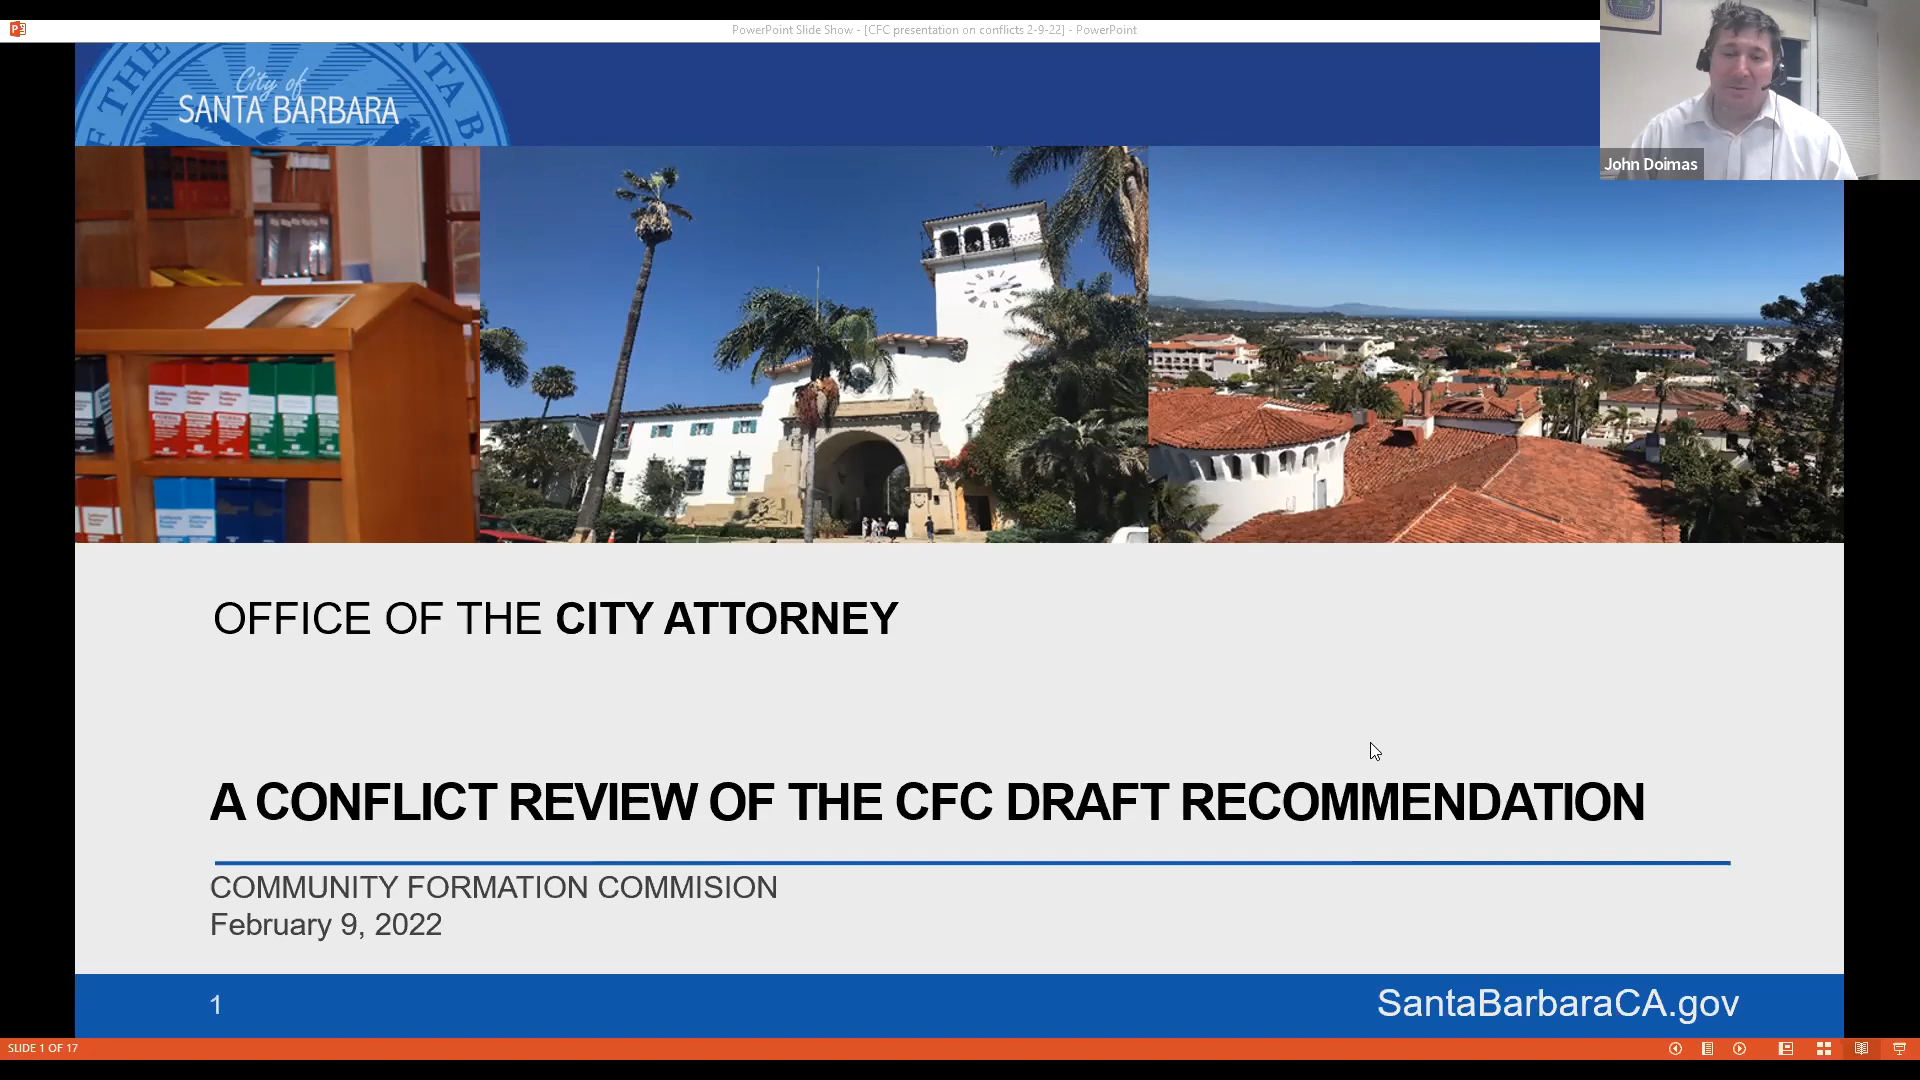 PowerPoint Slide Show - [CFC presentation on conflicts 2-9-22] - PowerPoint
John Doimas
City of
SANTA BARBARA
OFFICE OF THE CITY ATTORNEY
A CONFLICT REVIEW OF THE CFC DRAFT RECOMMENDATION
COMMUNITY FORMATION COMMISION
February 9, 2022
1
SantaBarbaraCA.gov
SLIDE 1 OF 17